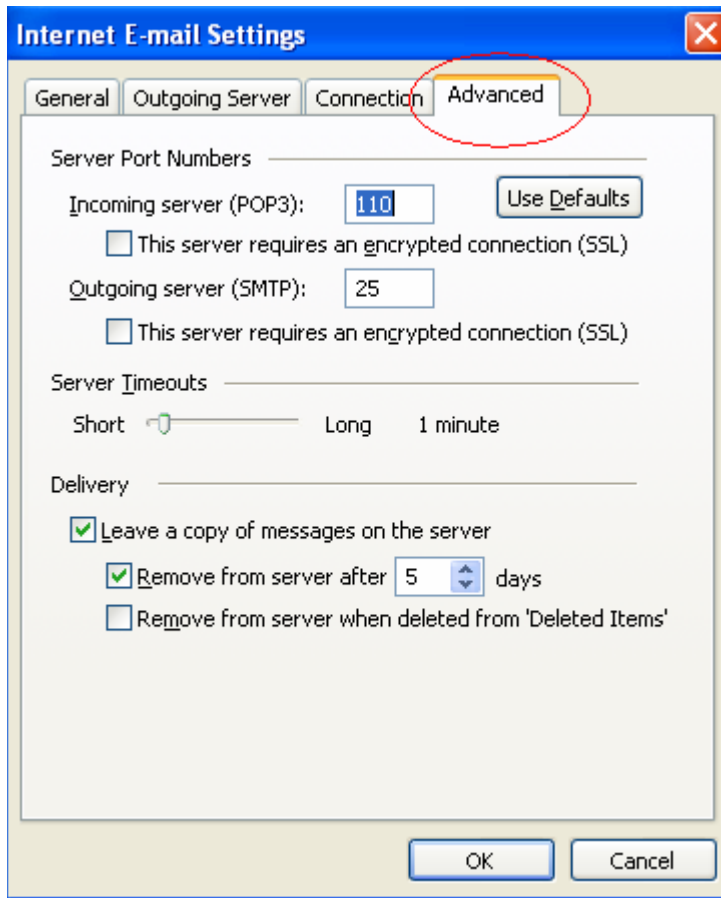 Internet E-mail Settings
General Outgoing Server Connection Advanced
Server Port Numbers
Incoming server (POP3): 110 Use Defaults
This server requires an encrypted connection (SSL)
Outgoing server (SMTP): 25
This server requires an encrypted connection (SSL)
Server Timeouts
Short Long 1 minute
Delivery
Leave a copy of messages on the server
Remove from server after 5 days
Remove from server when deleted from 'Deleted Items'
OK Cancel